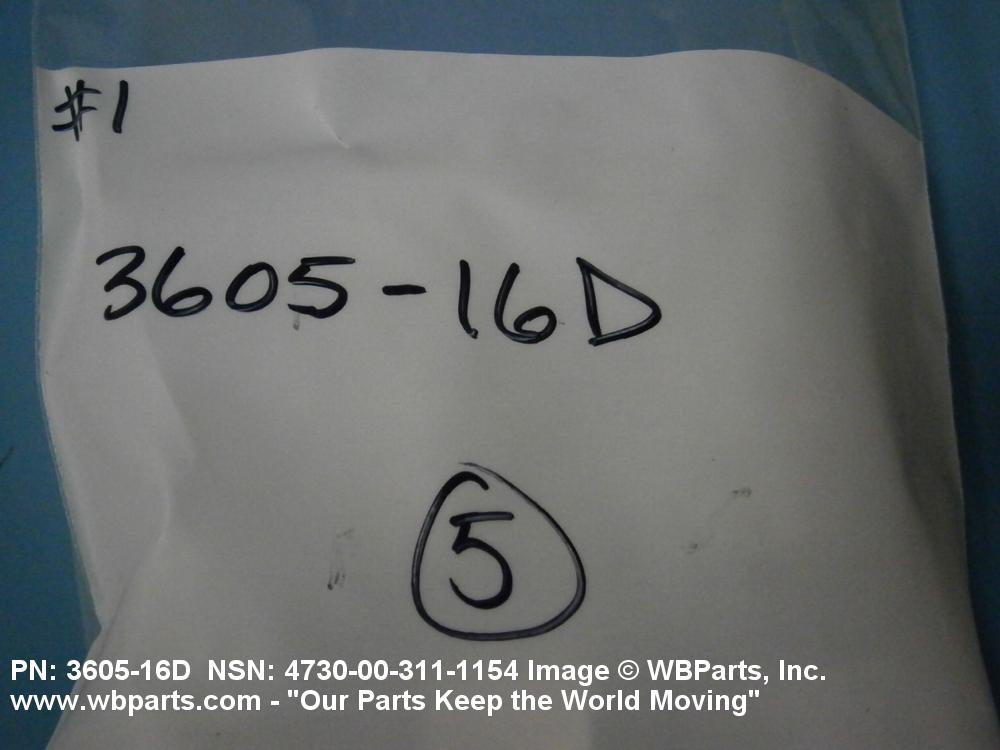 #1
3605-16D
5
PN: 3605-16D  NSN: 4730-00-311-1154 Image © WBParts, Inc.
www.wbparts.com - "Our Parts Keep the World Moving"